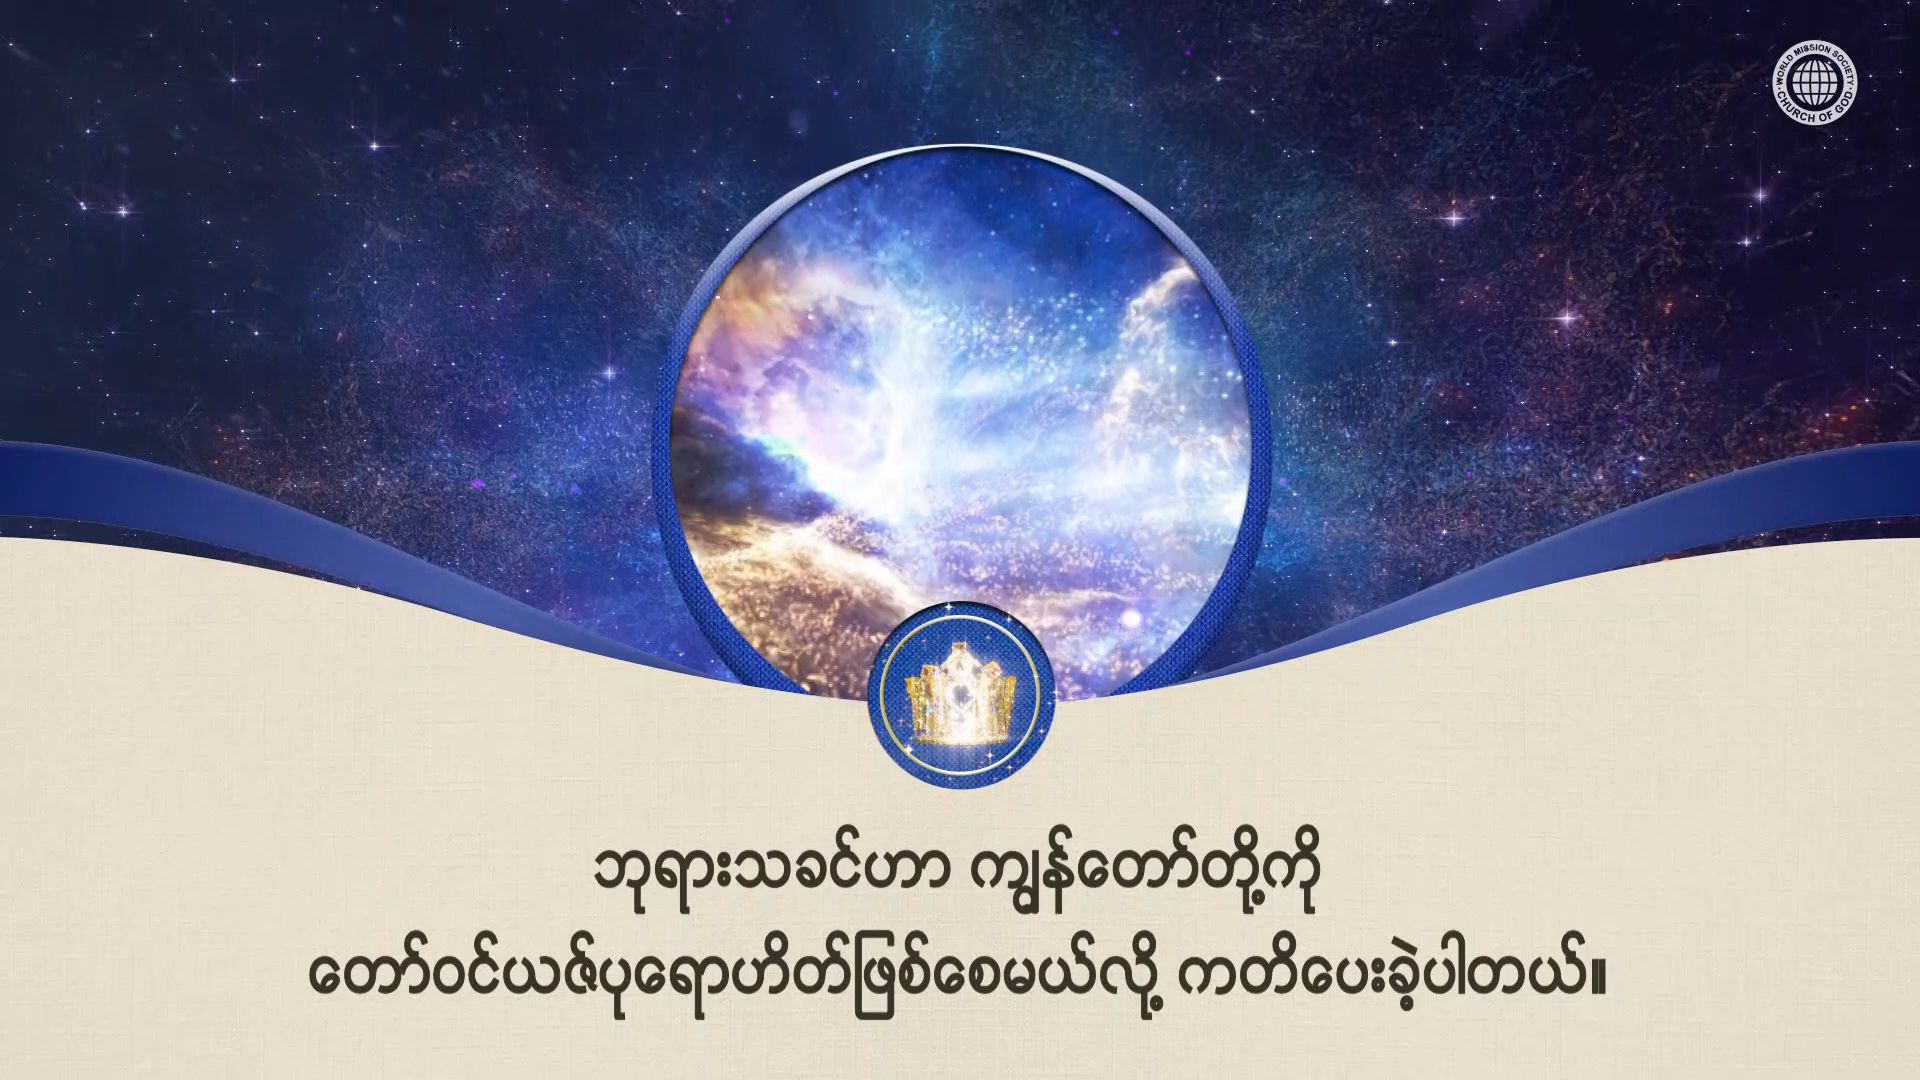 WORLD MISSION SOCIETY
CHURCH OF GOD
ဘုရားသခင်ဟာ ကျွန်တော်တို့ကို
တော်ဝင်ယဇ်ပုရောဟိတ်ဖြစ်စေမယ်လို့ ကတိပေးခဲ့ပါတယ်။